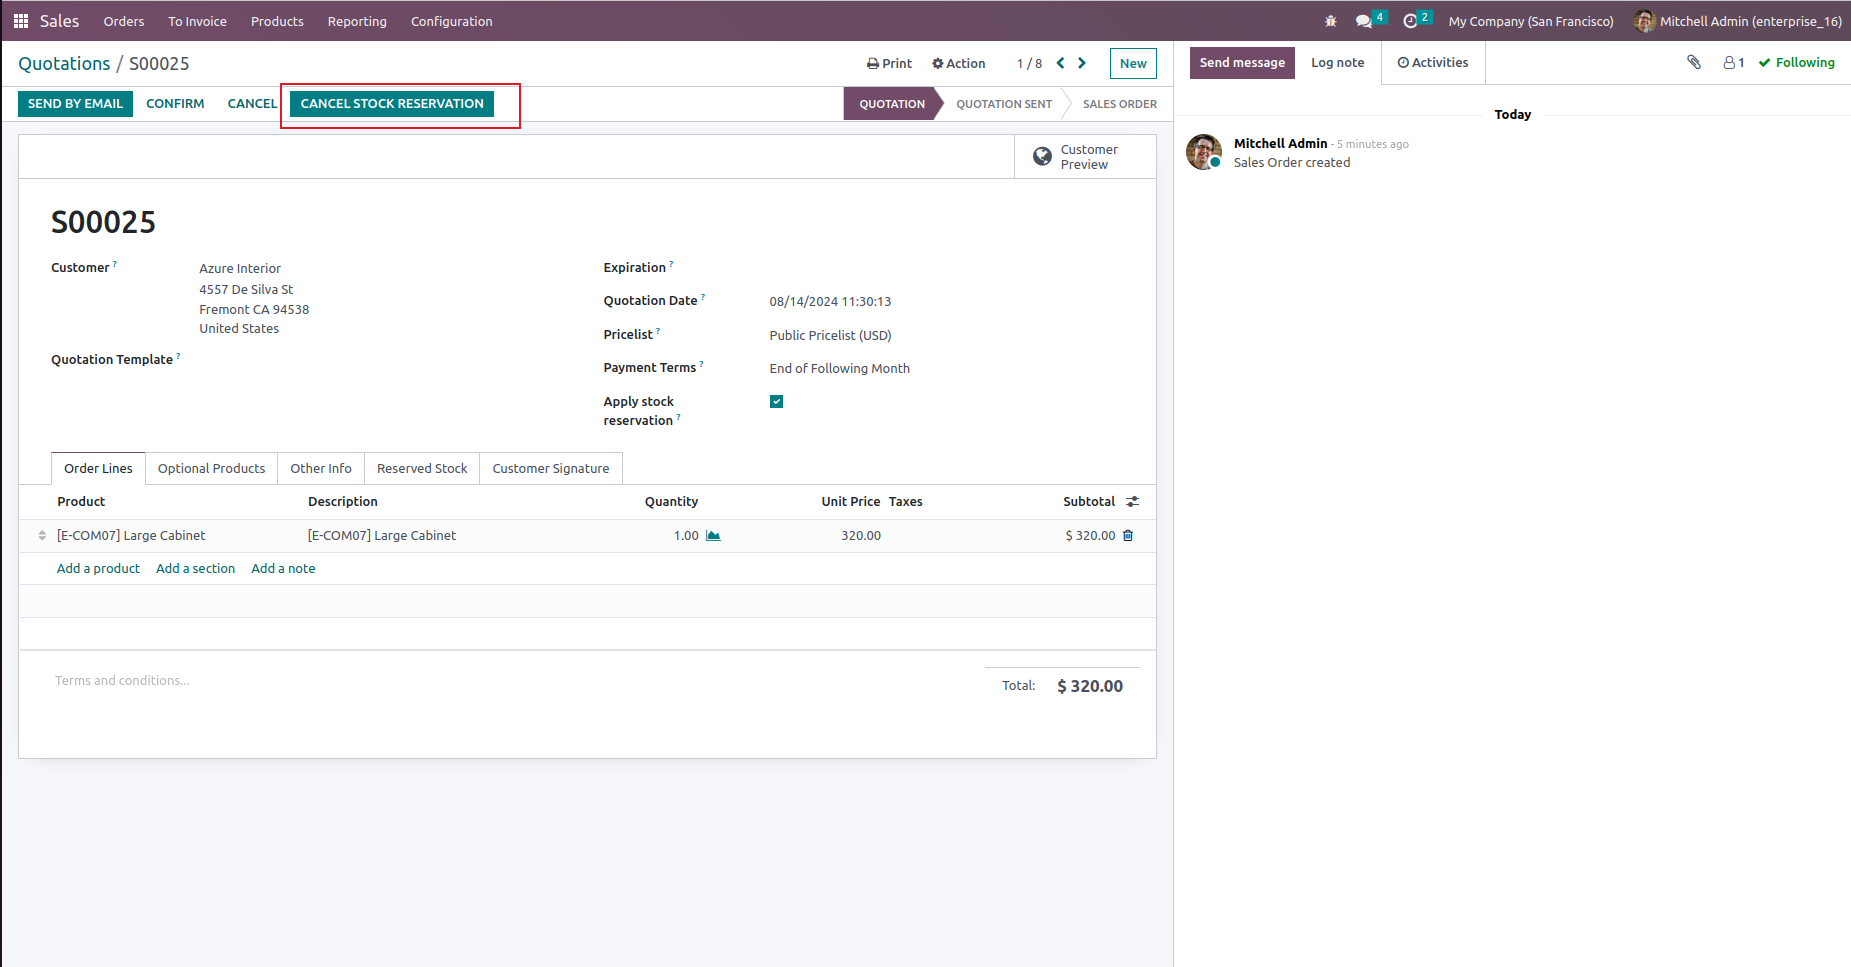 Sales Orders To Invoice Products Reporting Configuration 4 2 My Company (San Francisco) Mitchell Admin (enterprise_16)
Quotations / S00025 Print Action 1 / 8 New
Send message Log note Activities 1 Following
SEND BY EMAIL CONFIRM CANCEL CANCEL STOCK RESERVATION QUOTATION QUOTATION SENT SALES ORDER
Today
Mitchell Admin - 5 minutes ago
Sales Order created
Customer
Preview
S00025
Customer ?
Azure Interior
4557 De Silva St
Fremont CA 94538
United States
Quotation Template ?
Expiration ?
Quotation Date ? 08/14/2024 11:30:13
Pricelist ? Public Pricelist (USD)
Payment Terms ? End of Following Month
Apply stock
reservation ?
Order Lines Optional Products Other Info Reserved Stock Customer Signature
Product Description Quantity Unit Price Taxes Subtotal
[E-COM07] Large Cabinet [E-COM07] Large Cabinet 1.00 320.00 $ 320.00
Add a product Add a section Add a note
Terms and conditions...
Total: $ 320.00